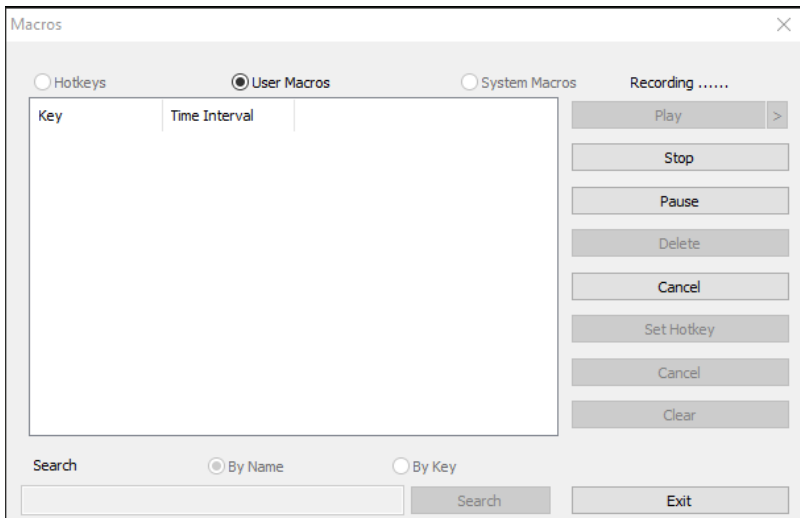 Macros
Hotkeys User Macros System Macros Recording ......
Key Time Interval
Play >
Stop
Pause
Delete
Cancel
Set Hotkey
Cancel
Clear
Search By Name By Key
Search Exit